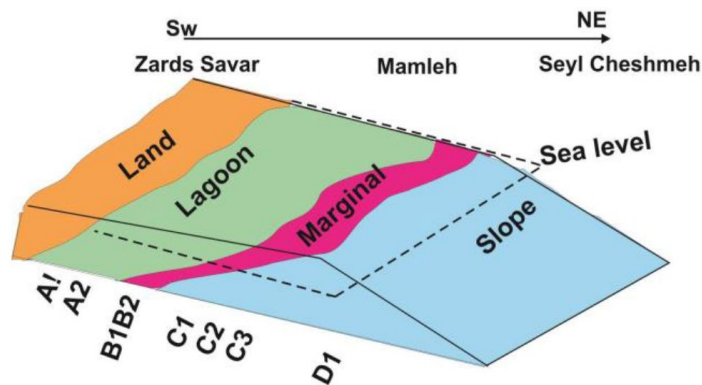 Sw
NE
Zards Savar
Mamleh
Seyl Cheshmeh
Land
Lagoon
Marginal
Sea level
Slope
A!
A2
B1B2
C1
C2
C3
D1